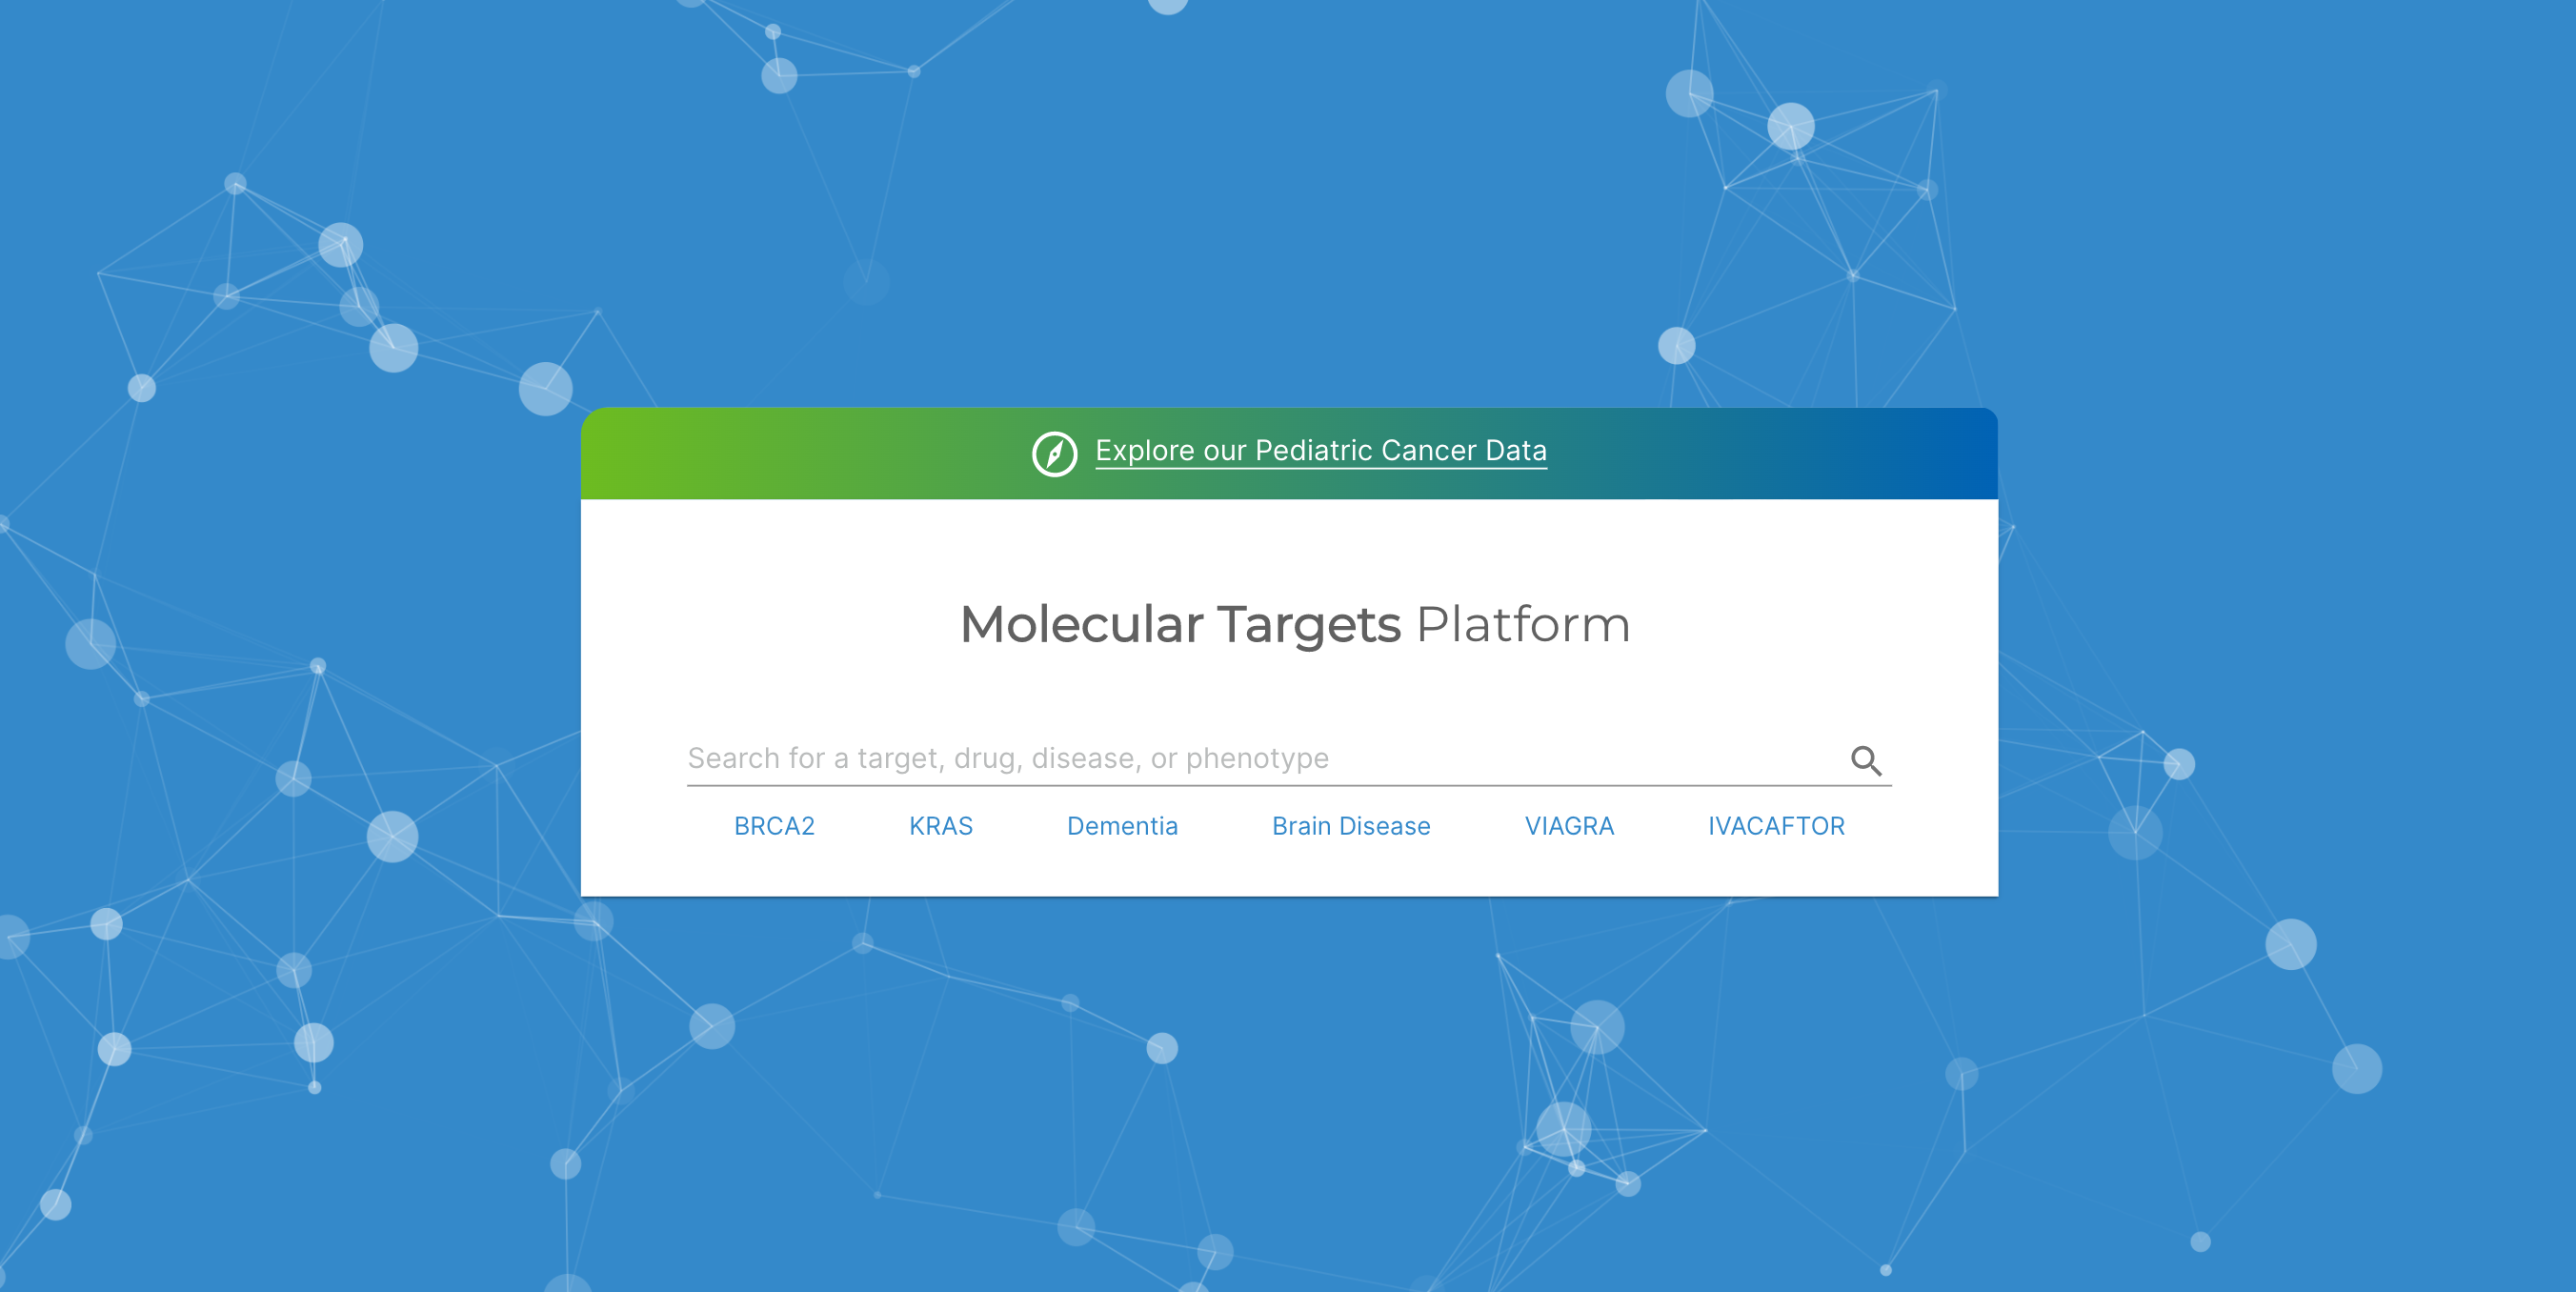 Explore our Pediatric Cancer Data
Molecular Targets Platform
Search for a target, drug, disease, or phenotype
BRCA2 KRAS Dementia Brain Disease VIAGRA IVACAFTOR